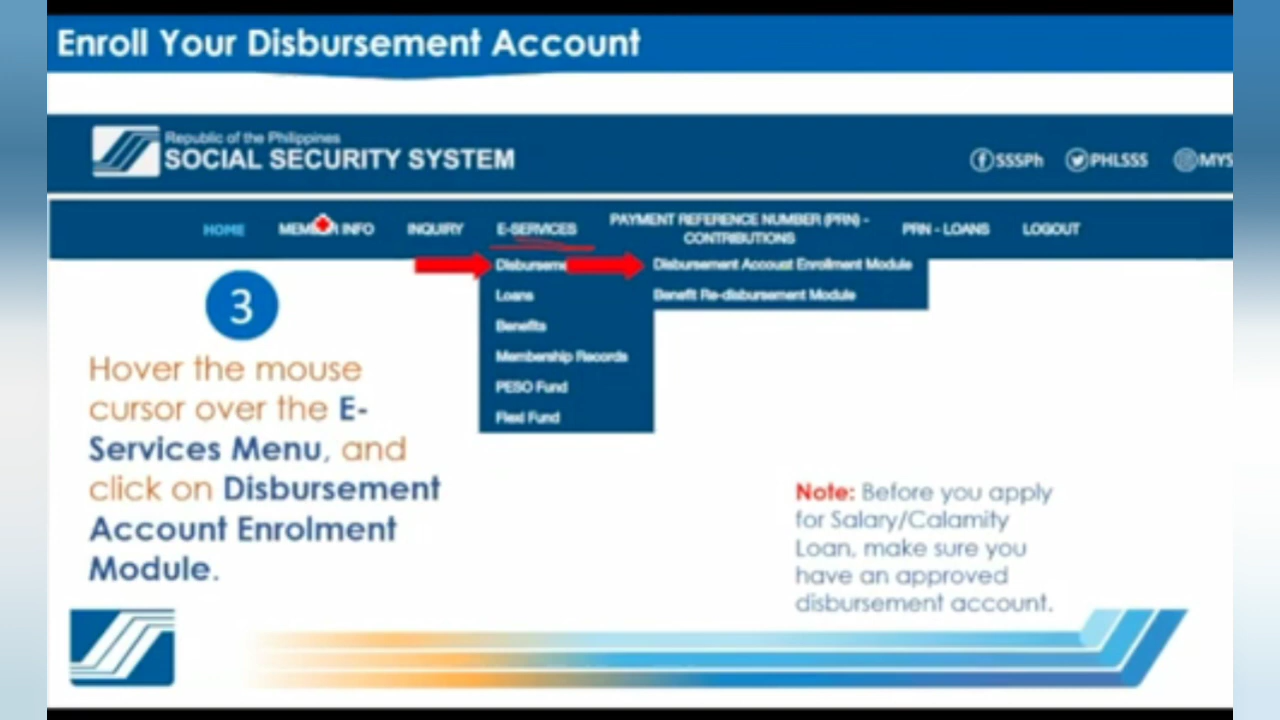 Enroll Your Disbursement Account
Republic of the Philippines
SOCIAL SECURITY SYSTEM
SSSPh
PHLSSS
MYS
HOME
INFO
INQUIRY
E-SERVICES
PAYMENT REFERENCE NUMBER (PRN) -
CONTRIBUTIONS
PRN - LOANS
LOGOUT
Disbursement Account Enrollment Module
Loans
Benefit Re-disbursement Module
Benefits
Membership Records
PESO Fund
Flexi Fund
3
Hover the mouse
cursor over the E-
Services Menu, and
click on Disbursement
Account Enrolment
Module.
Note: Before you apply
for Salary/Calamity
Loan, make sure you
have an approved
disbursement account.